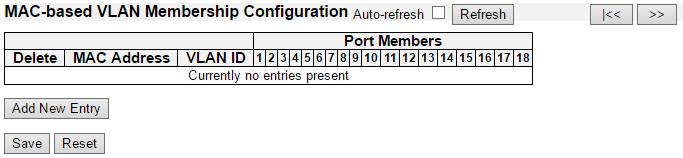 MAC-based VLAN Membership Configuration Auto-refresh Refresh |<< >>
Port Members
Delete MAC Address VLAN ID 1 2 3 4 5 6 7 8 9 10 11 12 13 14 15 16 17 18
Currently no entries present
Add New Entry
Save Reset